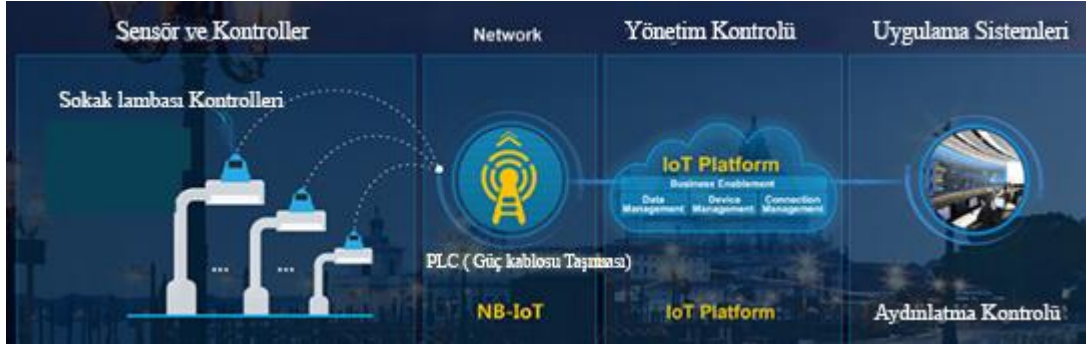 Sensör ve Kontroller
Network
Yönetim Kontrolü
Uygulama Sistemleri
Sokak lambası Kontrolleri
...
...
IoT Platform
Business Enablement
Data Management
Device Management
Connection Management
PLC ( Güç kablosu Taşıması)
NB-IoT
IoT Platform
Aydınlatma Kontrolü